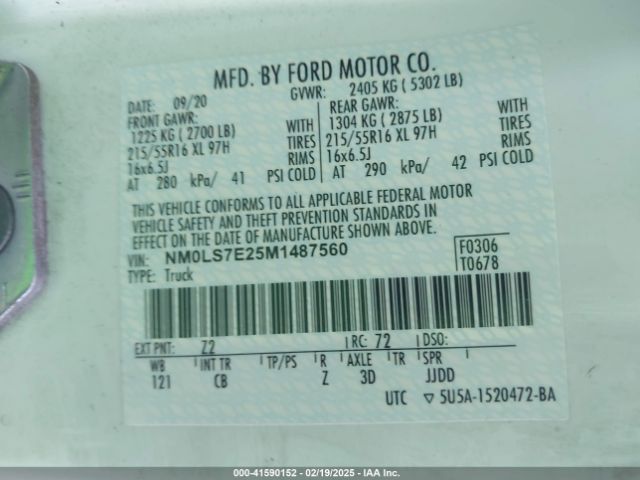 MFD. BY FORD MOTOR CO.
DATE: 09/20 GVWR: 2405 KG ( 5302 LB)
FRONT GAWR: REAR GAWR:
1225 KG ( 2700 LB) WITH 1304 KG ( 2875 LB) WITH
215/55R16 XL 97H TIRES 215/55R16 XL 97H TIRES
16x6.5J RIMS 16x6.5J RIMS
AT 280 kPa/ 41 PSI COLD AT 290 kPa/ 42 PSI COLD
THIS VEHICLE CONFORMS TO ALL APPLICABLE FEDERAL MOTOR
VEHICLE SAFETY AND THEFT PREVENTION STANDARDS IN
EFFECT ON THE DATE OF MANUFACTURE SHOWN ABOVE.
VIN: NM0LS7E25M1487560 F0306
TYPE: Truck T0678
EXT PNT: Z2 RC: 72 DSO:
WB INT TR TP/PS R AXLE TR SPR
121 CB Z 3D JJDD
UTC ▽ 5U5A-1520472-BA
000-41590152 • 02/19/2025 • IAA Inc.